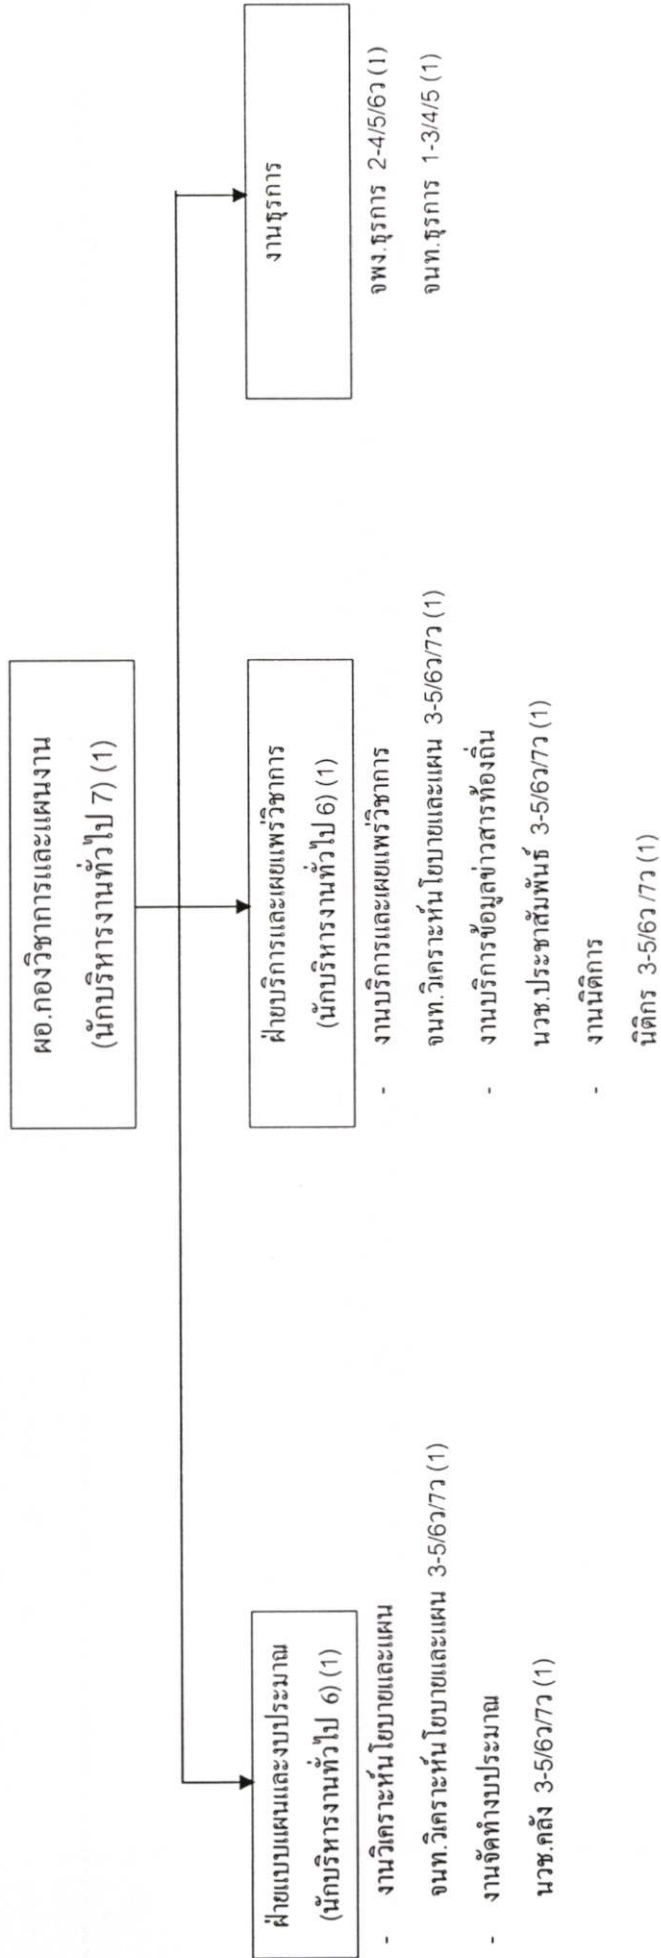 ผอ.กองวิชาการและแผนงาน
(นักบริหารงานทั่วไป 7) (1)
ฝ่ายแบบแผนและงบประมาณ
(นักบริหารงานทั่วไป 6) (1)
- งานวิเคราะห์นโยบายและแผน
จนท.วิเคราะห์นโยบายและแผน 3-5/6ว/7ว (1)
- งานจัดทำงบประมาณ
นวช.คลัง 3-5/6ว/7ว (1)
ฝ่ายบริการและเผยแพร่วิชาการ
(นักบริหารงานทั่วไป 6) (1)
- งานบริการและเผยแพร่วิชาการ
จนท.วิเคราะห์นโยบายและแผน 3-5/6ว/7ว (1)
- งานบริการข้อมูลข่าวสารท้องถิ่น
นวช.ประชาสัมพันธ์ 3-5/6ว/7ว (1)
- งานนิติการ
นิติกร 3-5/6ว /7ว (1)
งานธุรการ
จพง.ธุรการ 2-4/5/6ว (1)
จนท.ธุรการ 1-3/4/5 (1)